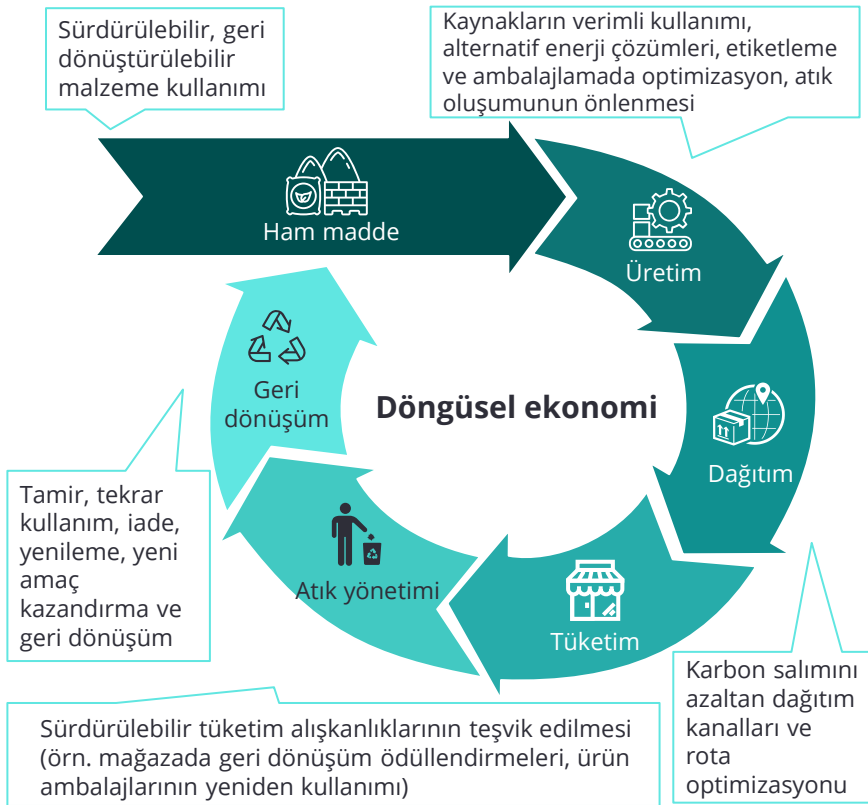 Sürdürülebilir, geri
dönüştürülebilir
malzeme kullanımı
Kaynakların verimli kullanımı,
alternatif enerji çözümleri, etiketleme
ve ambalajlamada optimizasyon, atık
oluşumunun önlenmesi
Ham madde
Üretim
Geri
dönüşüm
Döngüsel ekonomi
Dağıtım
Tamir, tekrar
kullanım, iade,
yenileme, yeni
amaç
kazandırma ve
geri dönüşüm
Atık yönetimi
Tüketim
Karbon salımını
azaltan dağıtım
kanalları ve
rota
optimizasyonu
Sürdürülebilir tüketim alışkanlıklarının teşvik edilmesi
(örn. mağazada geri dönüşüm ödüllendirmeleri, ürün
ambalajlarının yeniden kullanımı)